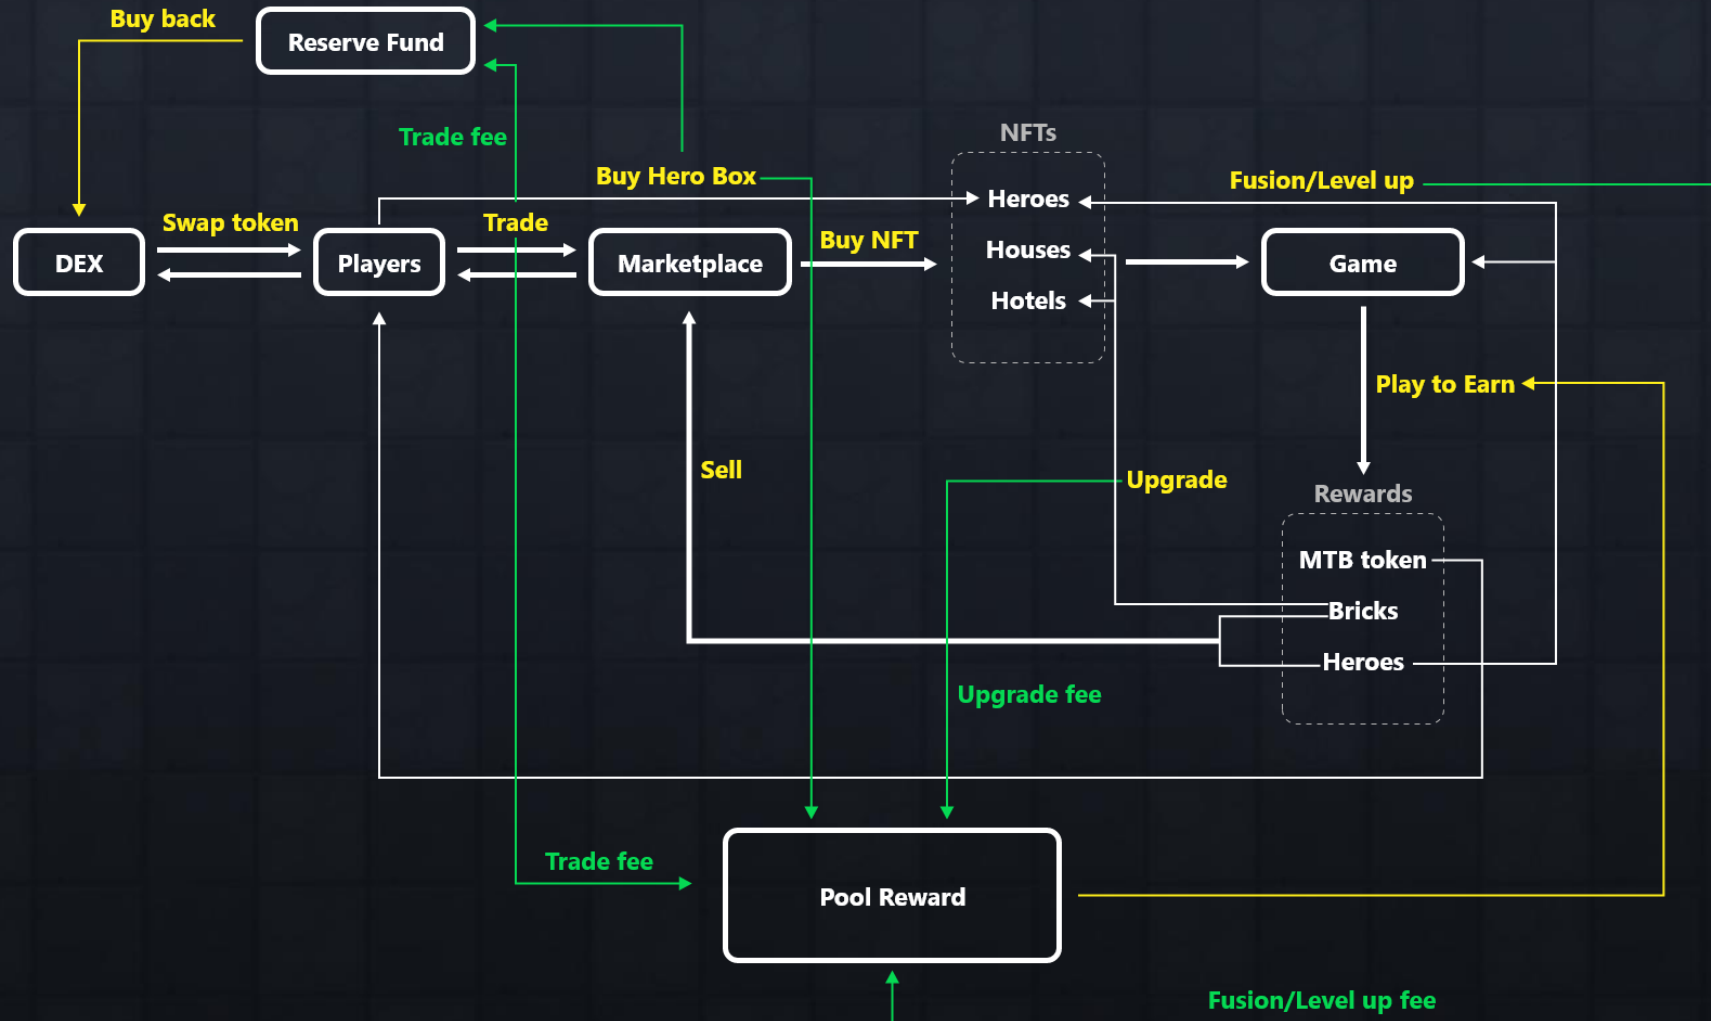 Buy back
Reserve Fund
Trade fee
NFTs
Buy Hero Box
Fusion/Level up
Heroes
Swap token
Trade
Buy NFT
Houses
DEX
Players
Marketplace
Game
Hotels
Play to Earn
Sell
Upgrade
Rewards
MTB token
Bricks
Heroes
Upgrade fee
Trade fee
Pool Reward
Fusion/Level up fee